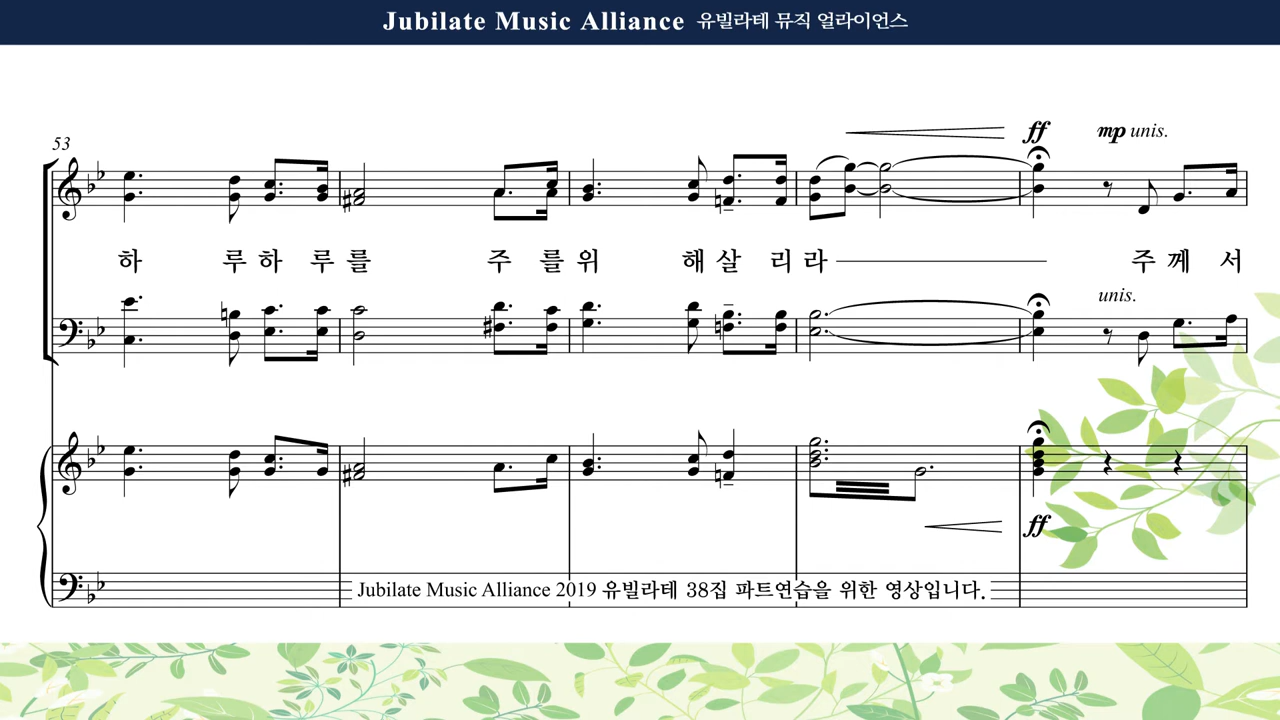 Jubilate Music Alliance 유빌라테 뮤직 얼라이언스
53
ff mp unis.
하 루 하 루 를 주 를 위 해 살 리 라 주 께 서
unis.
ff
Jubilate Music Alliance 2019 유빌라테 38집 파트연습을 위한 영상입니다.